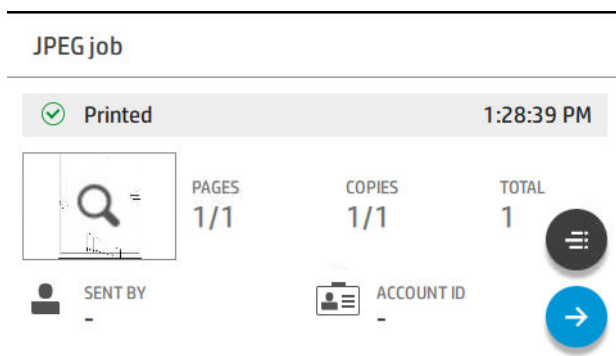 JPEG job
Printed 1:28:39 PM
PAGES COPIES TOTAL
1/1 1/1 1
SENT BY ACCOUNT ID
- -